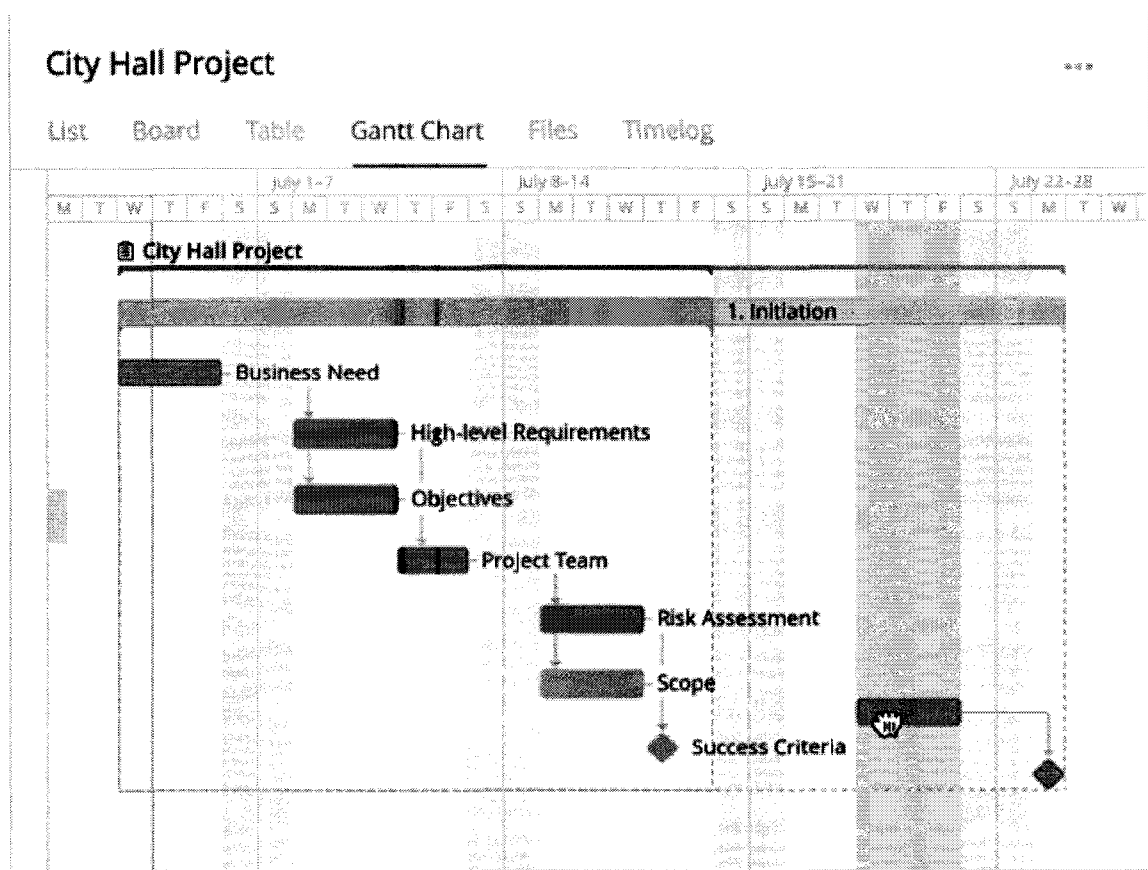 City Hall Project
List Board Table Gantt Chart Files Timelog
July 1-7 July 8-14 July 15-21 July 22-28
M T W T F S S M T W T F S S M T W T F S S M T W T F S S M T W
City Hall Project
1. Initiation
Business Need
High-level Requirements
Objectives
Project Team
Risk Assessment
Scope
Success Criteria